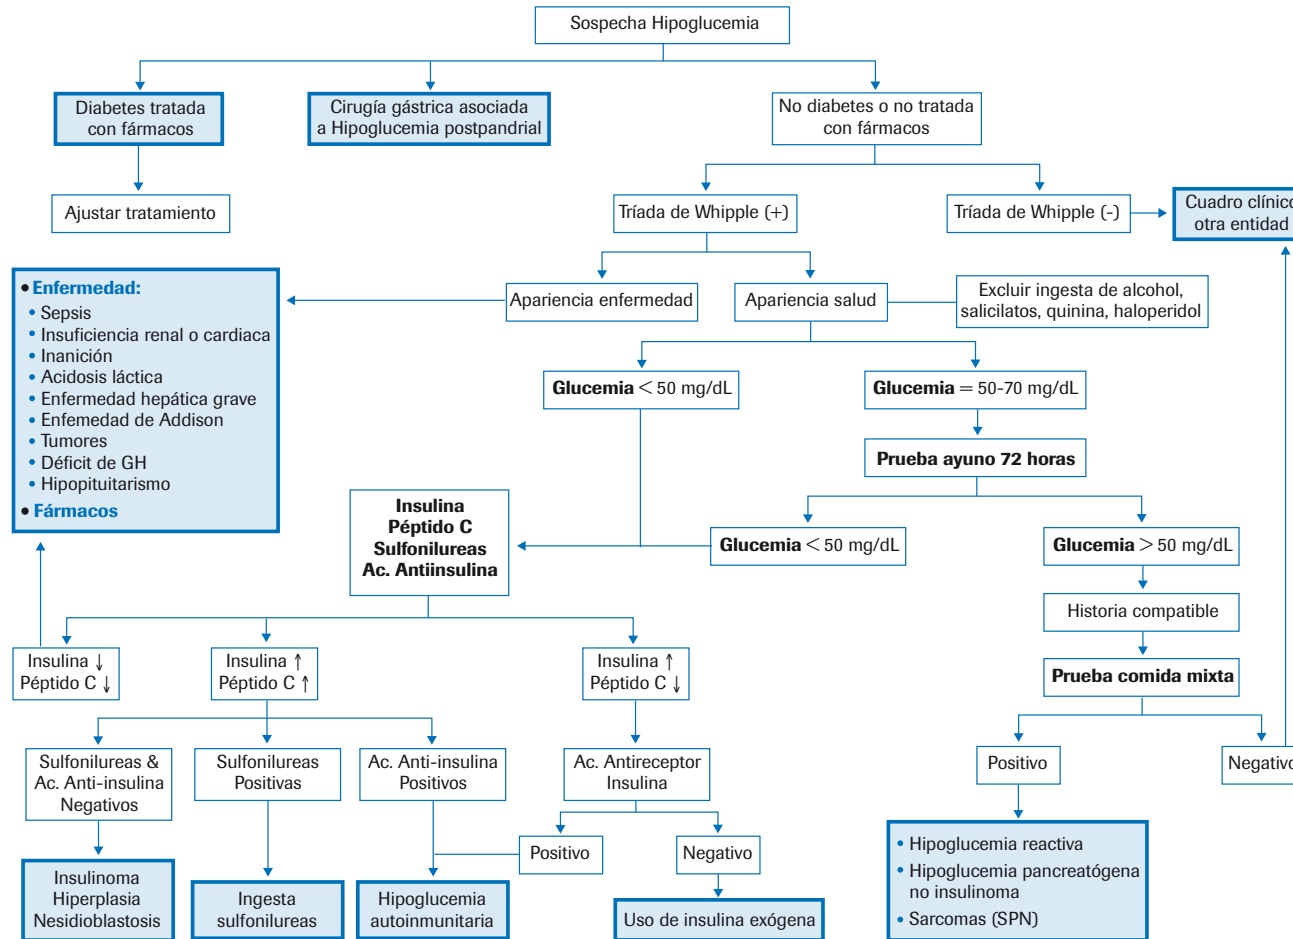 Sospecha Hipoglucemia
Diabetes tratada
con fármacos
Cirugía gástrica asociada
a Hipoglucemia postpandrial
No diabetes o no tratada
con fármacos
Ajustar tratamiento
Tríada de Whipple (+)
Tríada de Whipple (-)
Cuadro clínico
otra entidad
• Enfermedad:
• Sepsis
• Insuficiencia renal o cardiaca
• Inanición
• Acidosis láctica
• Enfermedad hepática grave
• Enfemedad de Addison
• Tumores
• Déficit de GH
• Hipopituitarismo
• Fármacos
Apariencia enfermedad
Apariencia salud
Excluir ingesta de alcohol,
salicilatos, quinina, haloperidol
Glucemia < 50 mg/dL
Glucemia = 50-70 mg/dL
Prueba ayuno 72 horas
Insulina
Péptido C
Sulfonilureas
Ac. Antiinsulina
Glucemia < 50 mg/dL
Glucemia > 50 mg/dL
Historia compatible
Prueba comida mixta
Insulina ↓
Péptido C ↓
Insulina ↑
Péptido C ↑
Insulina ↑
Péptido C ↓
Sulfonilureas &
Ac. Anti-insulina
Negativos
Sulfonilureas
Positivas
Ac. Anti-insulina
Positivos
Ac. Antireceptor
Insulina
Positivo
Negativo
Positivo
Negativo
Insulinoma
Hiperplasia
Nesidioblastosis
Ingesta
sulfonilureas
Hipoglucemia
autoinmunitaria
Uso de insulina exógena
• Hipoglucemia reactiva
• Hipoglucemia pancreatógena
no insulinoma
• Sarcomas (SPN)